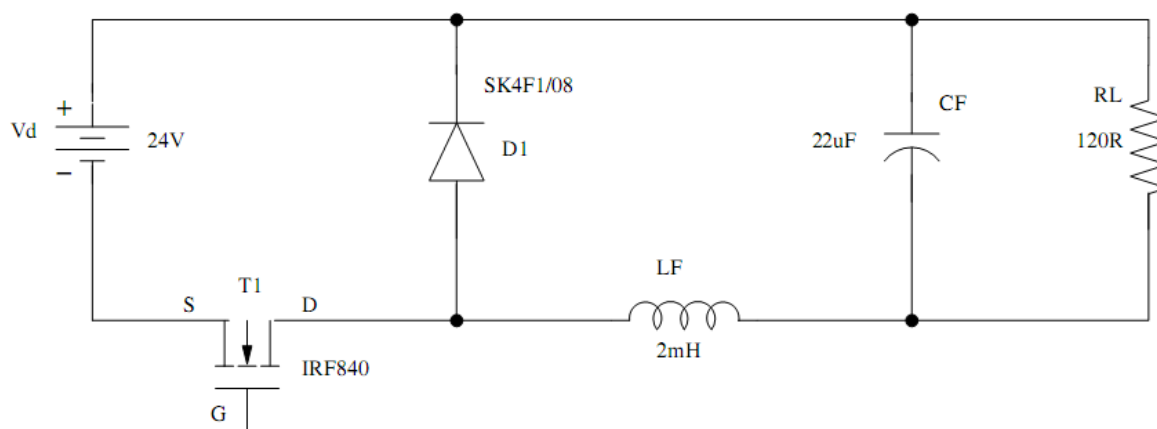 SK4F1/08
CF
RL
+
Vd
24V
D1
22uF
120R
−
T1
LF
S
D
2mH
IRF840
G